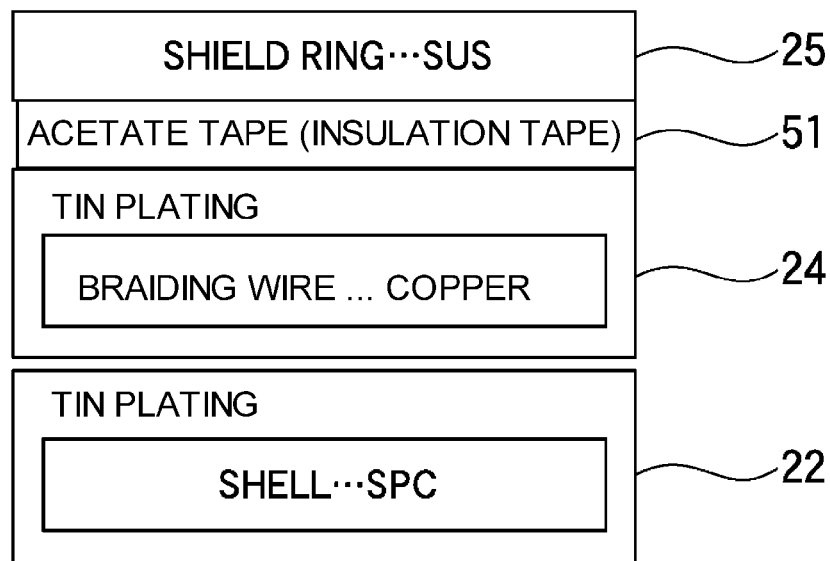 SHIELD RING…SUS
25
ACETATE TAPE (INSULATION TAPE)
51
TIN PLATING
BRAIDING WIRE ... COPPER
24
TIN PLATING
SHELL…SPC
22